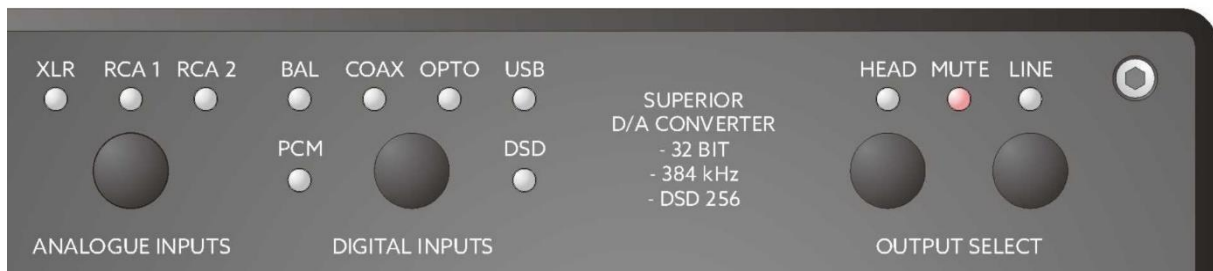 XLR RCA 1 RCA 2 BAL COAX OPTO USB HEAD MUTE LINE
SUPERIOR
D/A CONVERTER
PCM DSD - 32 BIT
- 384 kHz
- DSD 256
ANALOGUE INPUTS DIGITAL INPUTS OUTPUT SELECT